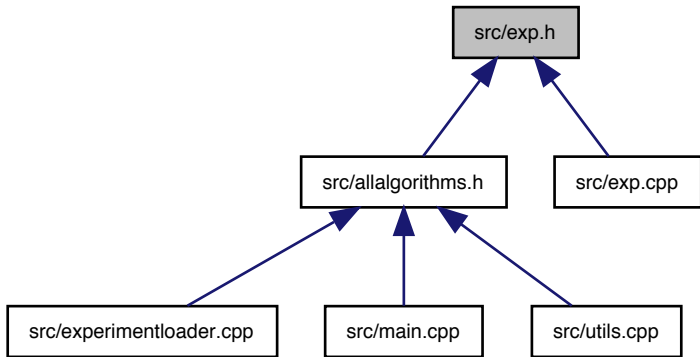 src/exp.h
src/allalgorithms.h
src/exp.cpp
src/experimentloader.cpp
src/main.cpp
src/utils.cpp